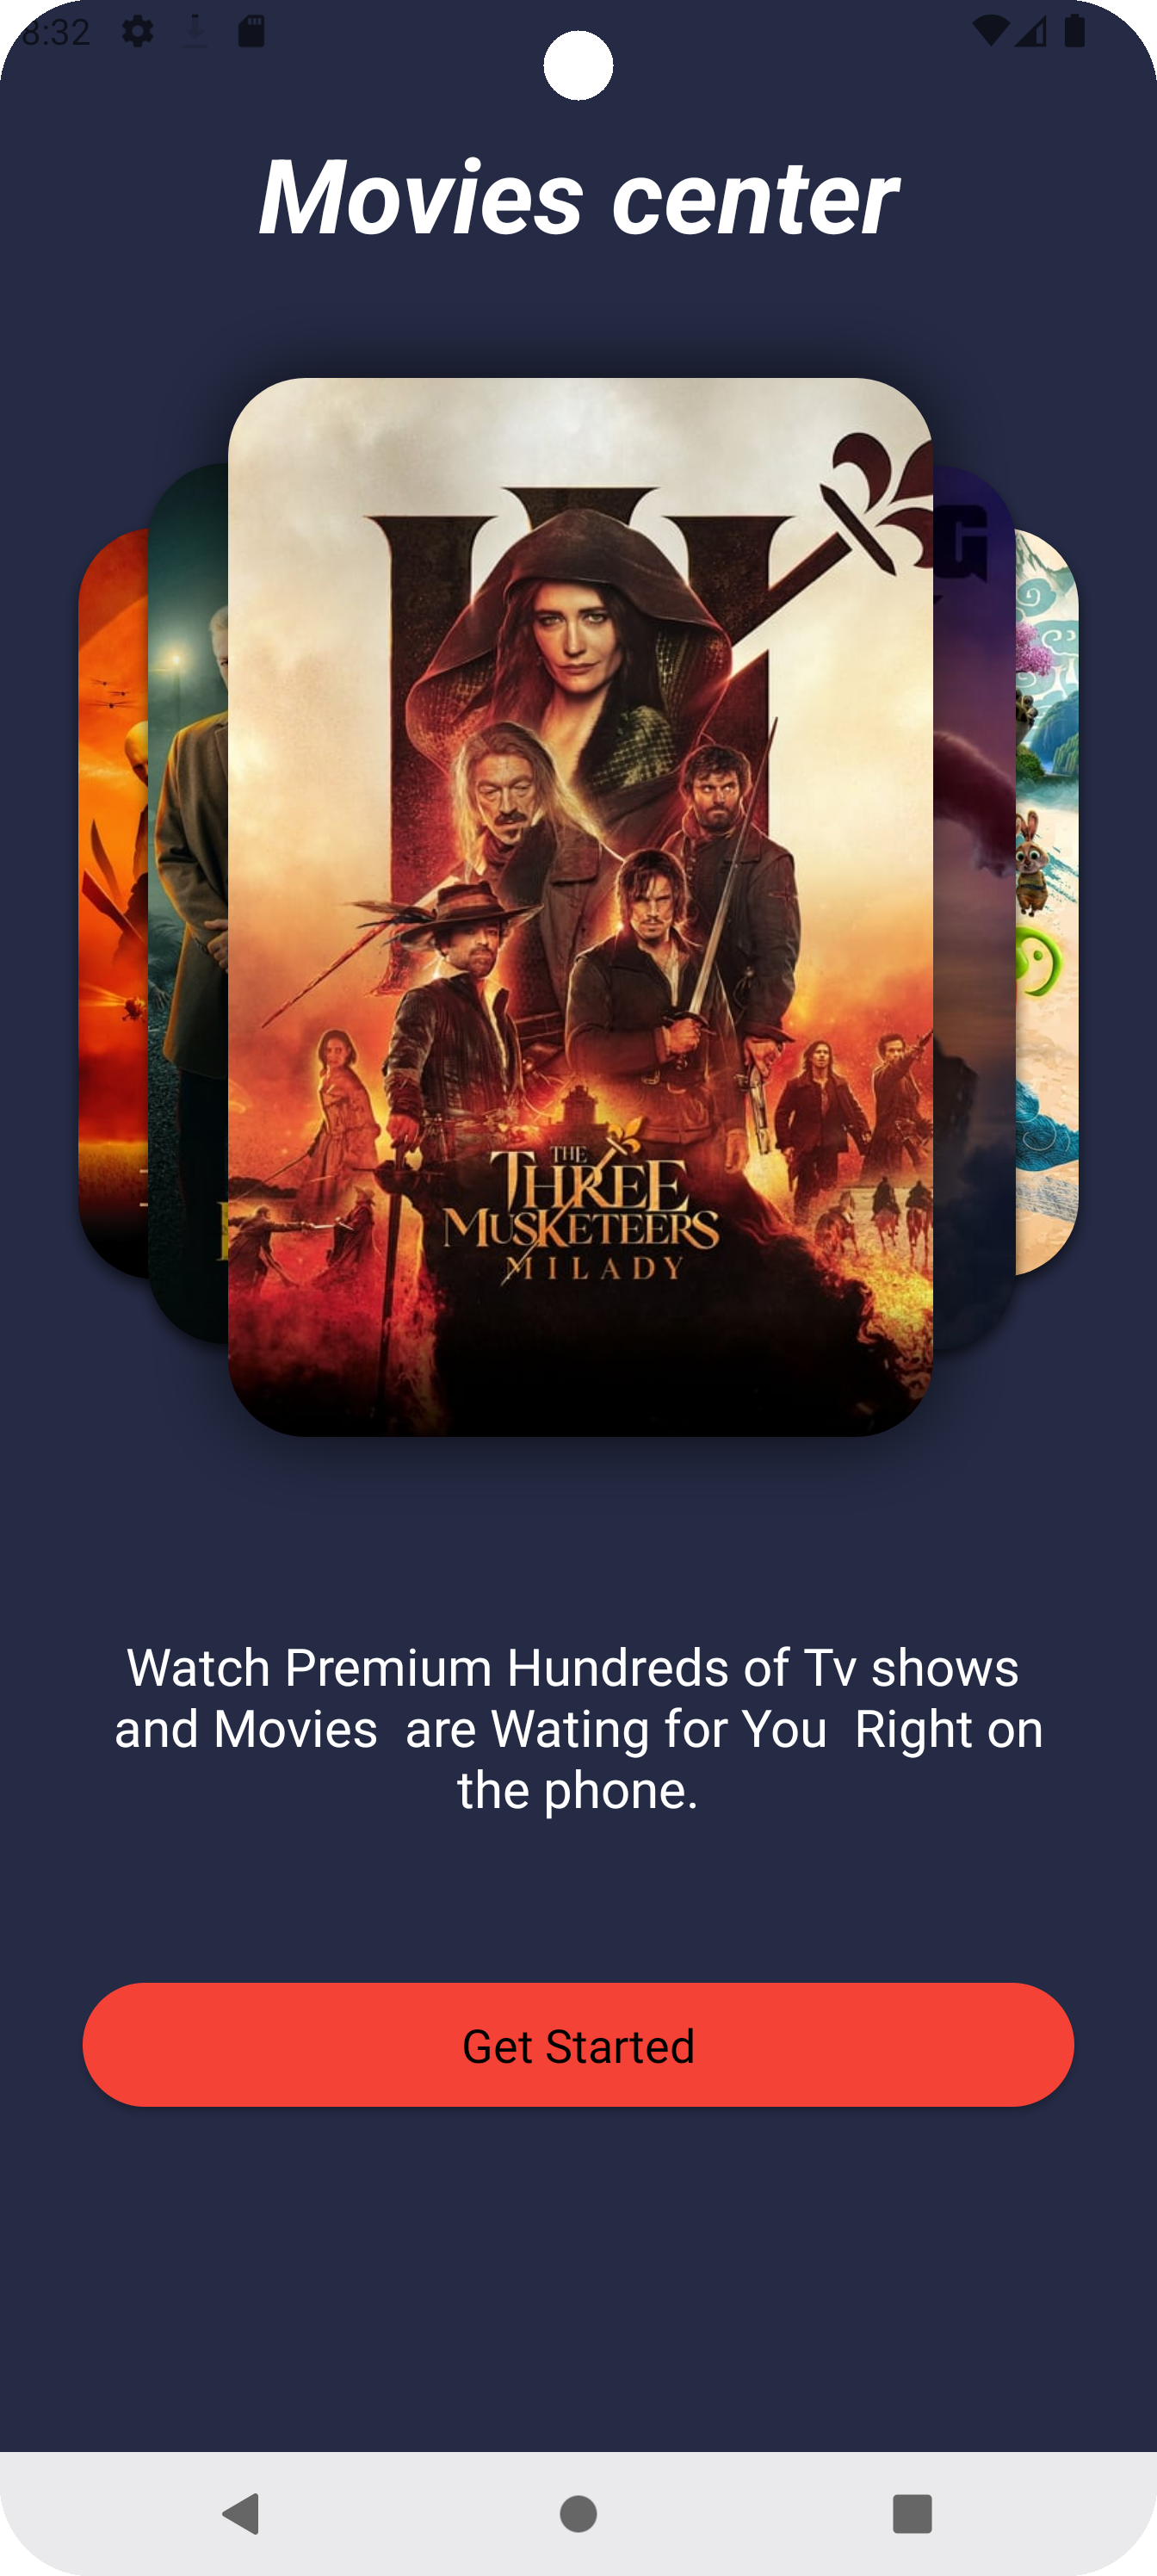 8:32
Movies center
G
THE
THREE
MUSKETEERS
MILADY
Watch Premium Hundreds of Tv shows
and Movies  are Wating for You  Right on
the phone.
Get Started